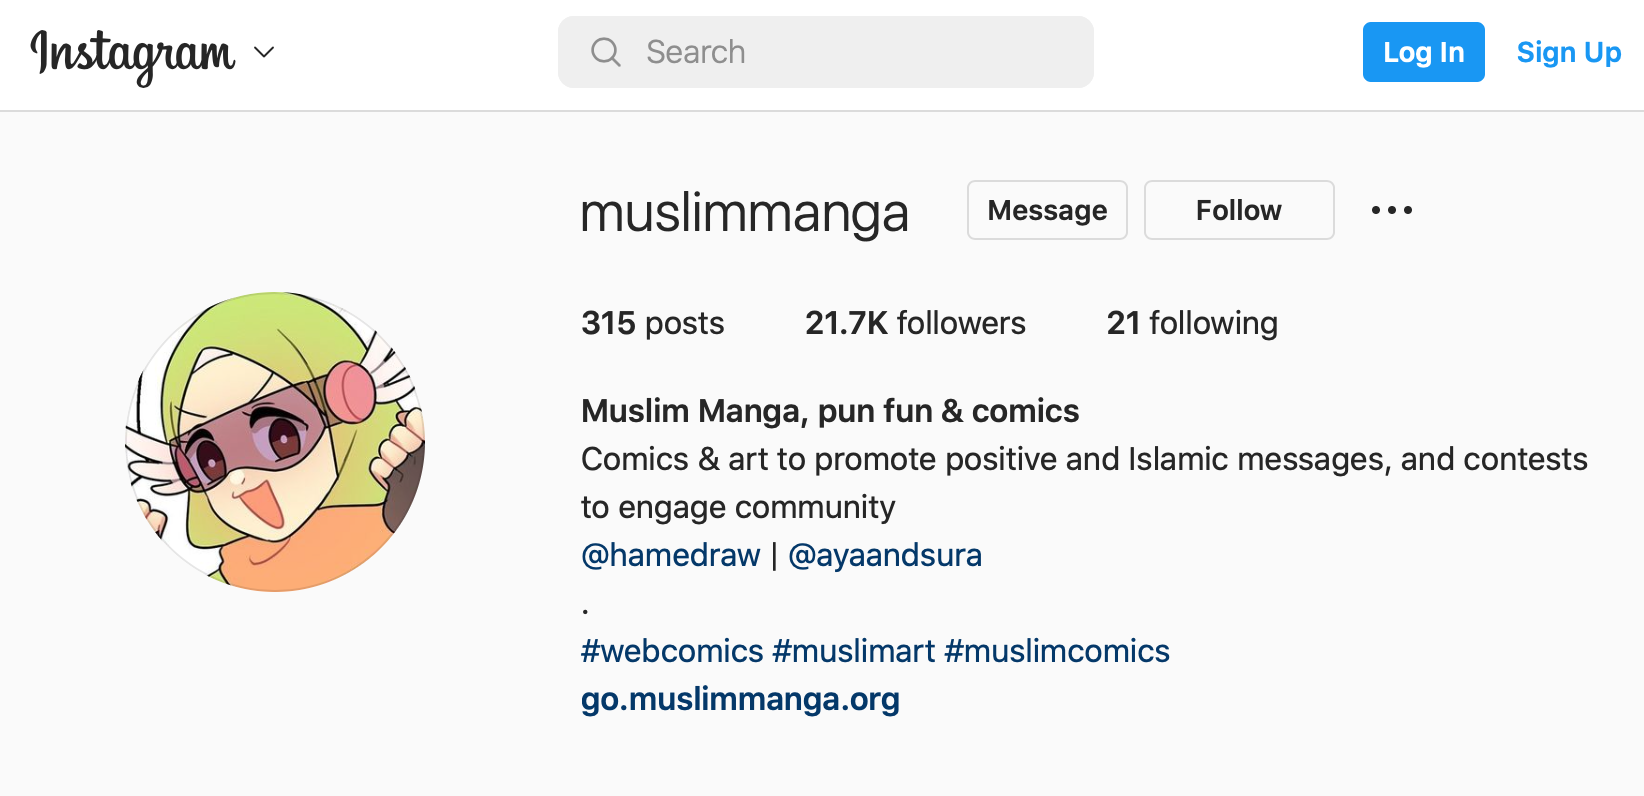 Instagram
Search
Log In
Sign Up
muslimmanga
Message
Follow
315 posts
21.7K followers
21 following
Muslim Manga, pun fun & comics
Comics & art to promote positive and Islamic messages, and contests
to engage community
@hamedraw | @ayaandsura
.
#webcomics #muslimart #muslimcomics
go.muslimmanga.org